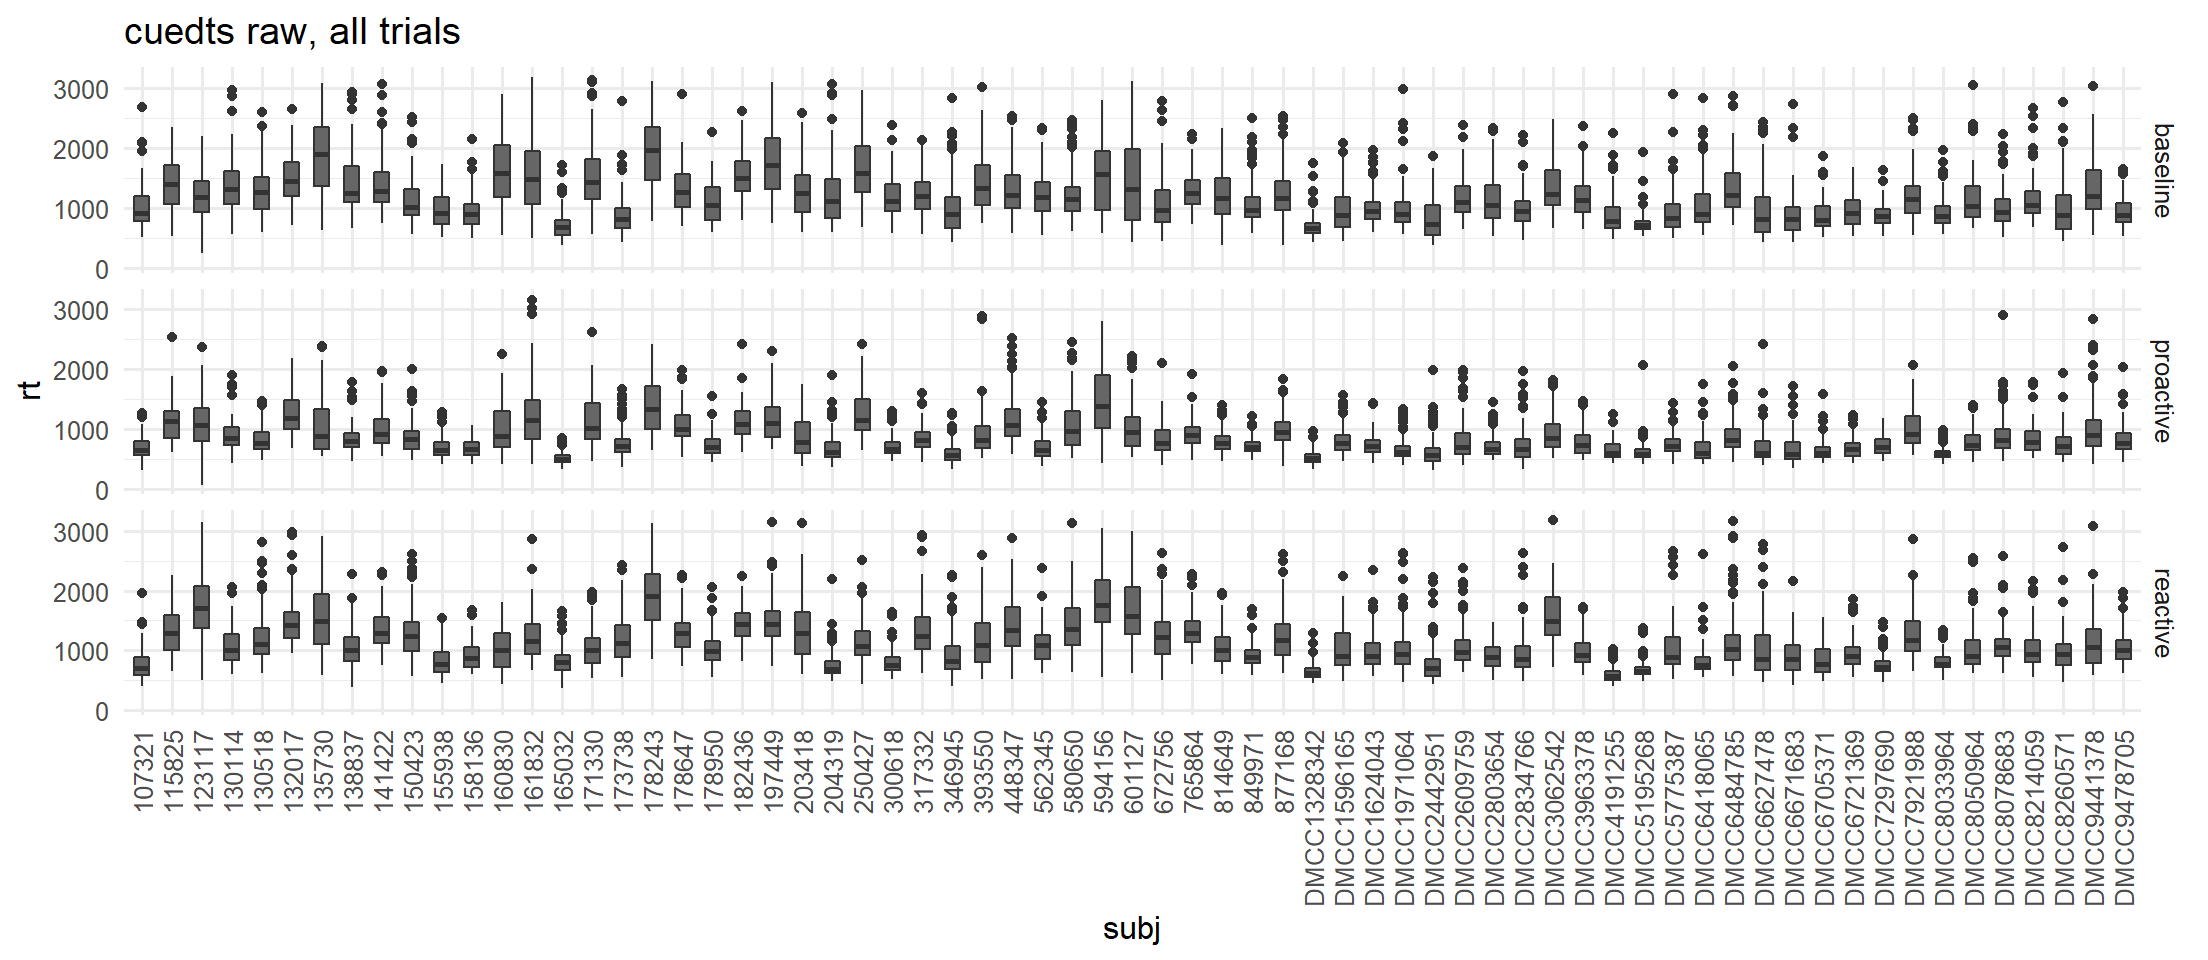 cuedts raw, all trials
3000
2000
1000
0
baseline
3000
2000
1000
0
proactive
rt
3000
2000
1000
0
reactive
107321
115825
123117
130114
130518
132017
135730
138837
141422
150423
155938
158136
160830
161832
165032
171330
173738
178243
178647
178950
182436
197449
203418
204319
250427
300618
317332
346945
393550
448347
562345
580650
594156
601127
672756
765864
814649
849971
877168
DMCC1328342
DMCC1596165
DMCC1624043
DMCC1971064
DMCC2442951
DMCC2609759
DMCC2803654
DMCC2834766
DMCC3062542
DMCC3963378
DMCC4191255
DMCC5195268
DMCC5775387
DMCC6418065
DMCC6484785
DMCC6627478
DMCC6671683
DMCC6705371
DMCC6721369
DMCC7297690
DMCC7921988
DMCC8033964
DMCC8050964
DMCC8078683
DMCC8214059
DMCC8260571
DMCC9441378
DMCC9478705
subj